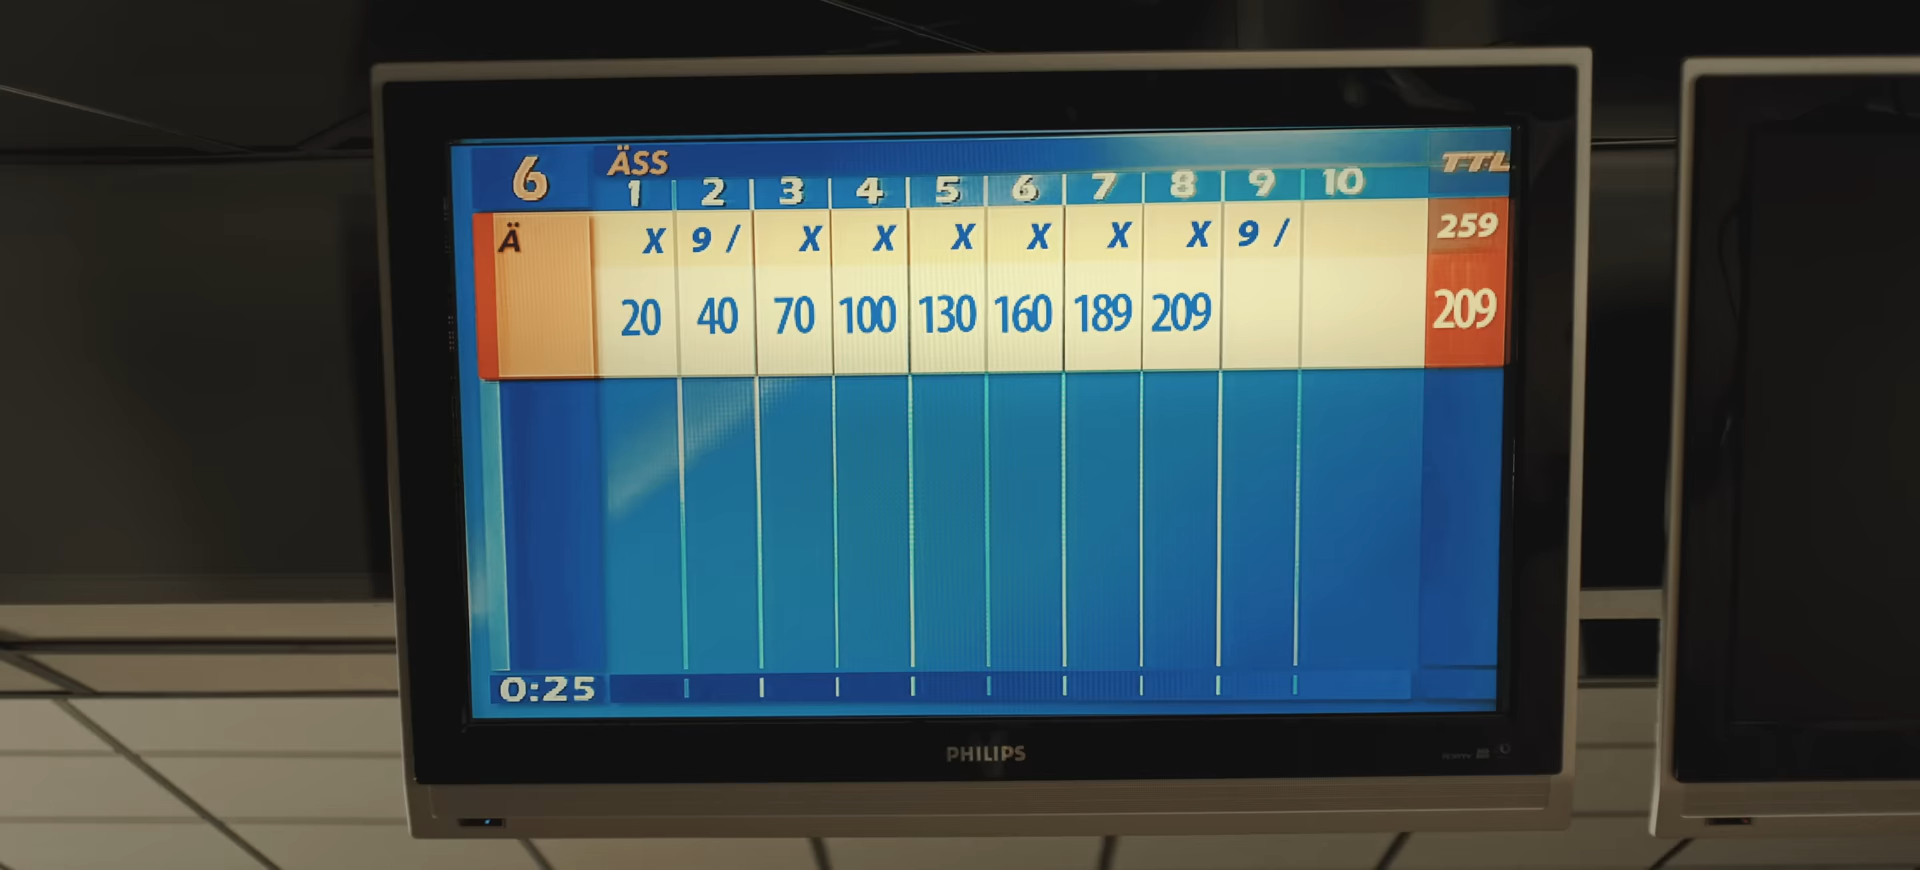 6 ÄSS TTL
1 2 3 4 5 6 7 8 9 10
Ä X 9 / X X X X X X 9 / 259
20 40 70 100 130 160 189 209 209
0:25
PHILIPS